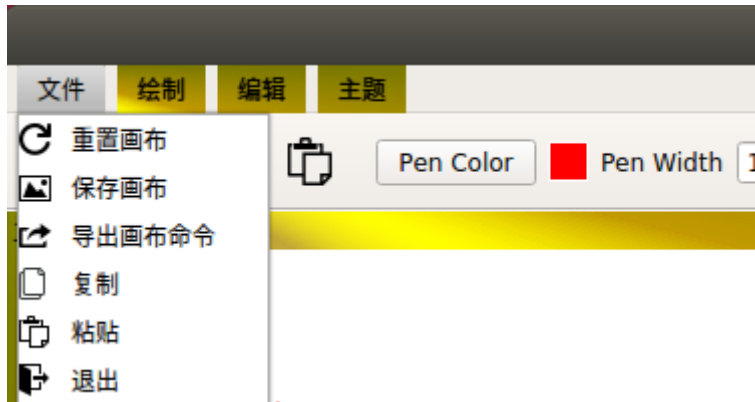 文件 绘制 编辑 主题
重置画布
Pen Color Pen Width 1
保存画布
导出画布命令
复制
粘贴
退出